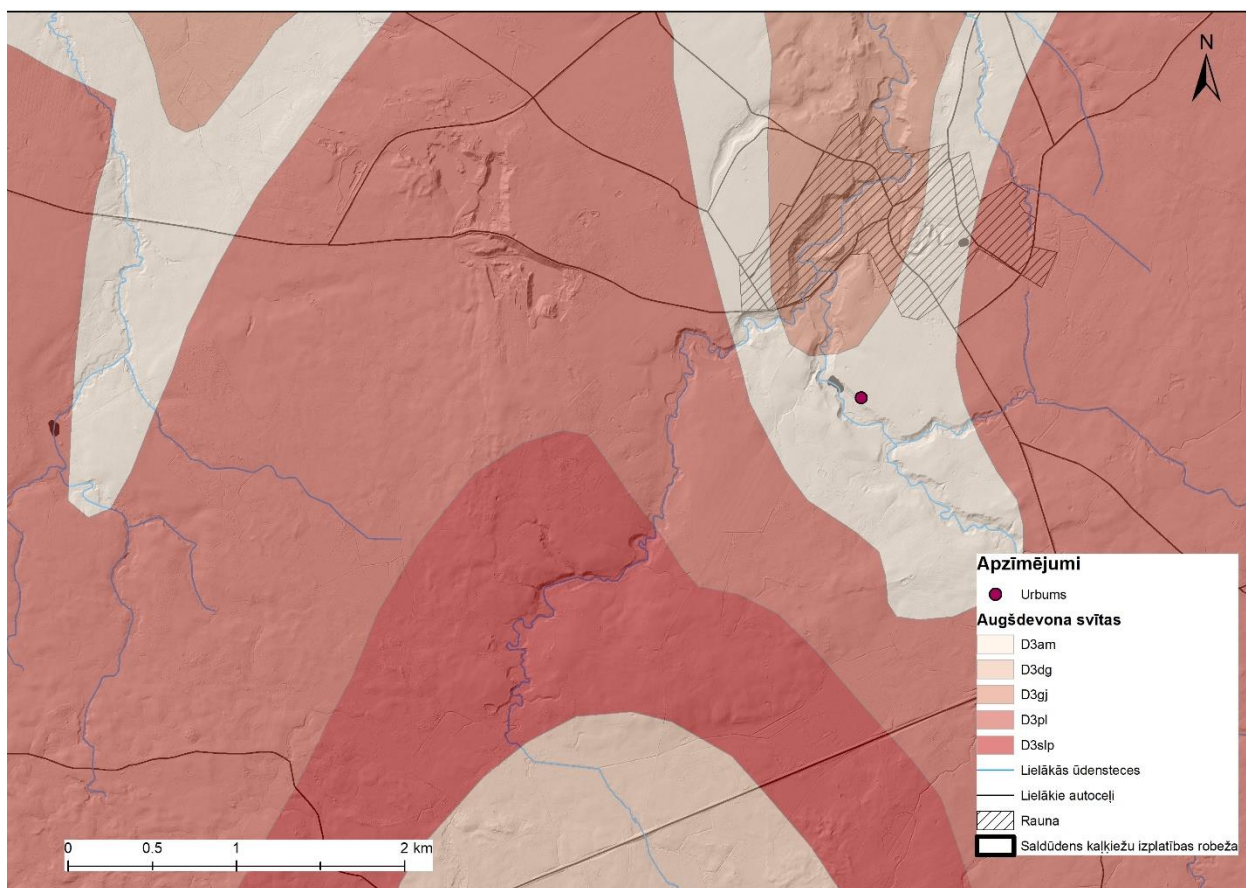 N
Apzīmējumi
Urbums
Augšdevona svītas
D3am
D3dg
D3gj
D3pl
D3slp
Lielākās ūdensteces
Lielākie autoceļi
Rauna
Saldūdens kaļķiežu izplatības robeža
0 0.5 1 2 km